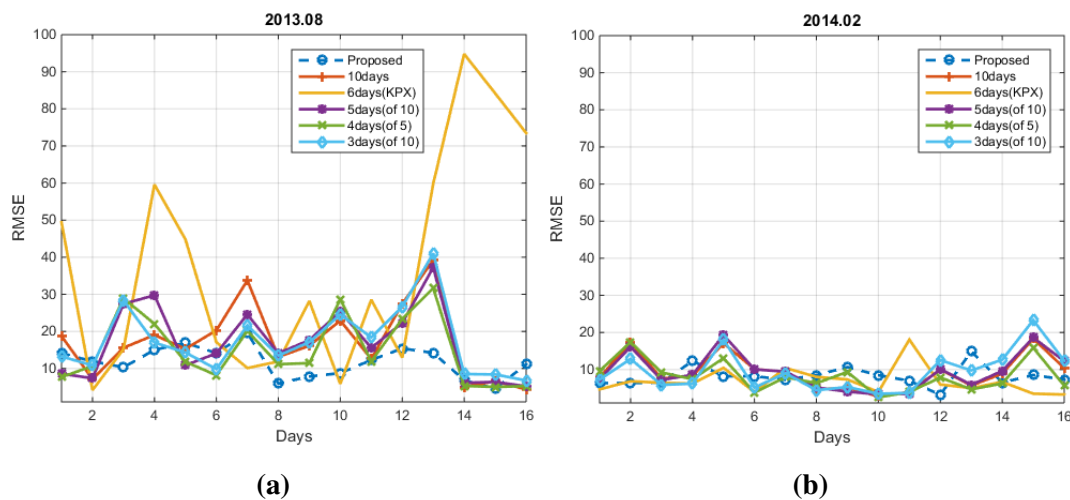 2013.08
100
90
80
70
60
50
40
30
20
10
RMSE
2 4 6 8 10 12 14 16
Days
Proposed
10days
6days(KPX)
5days(of 10)
4days(of 5)
3days(of 10)
(a)
2014.02
100
90
80
70
60
50
40
30
20
10
RMSE
2 4 6 8 10 12 14 16
Days
Proposed
10days
6days(KPX)
5days(of 10)
4days(of 5)
3days(of 10)
(b)